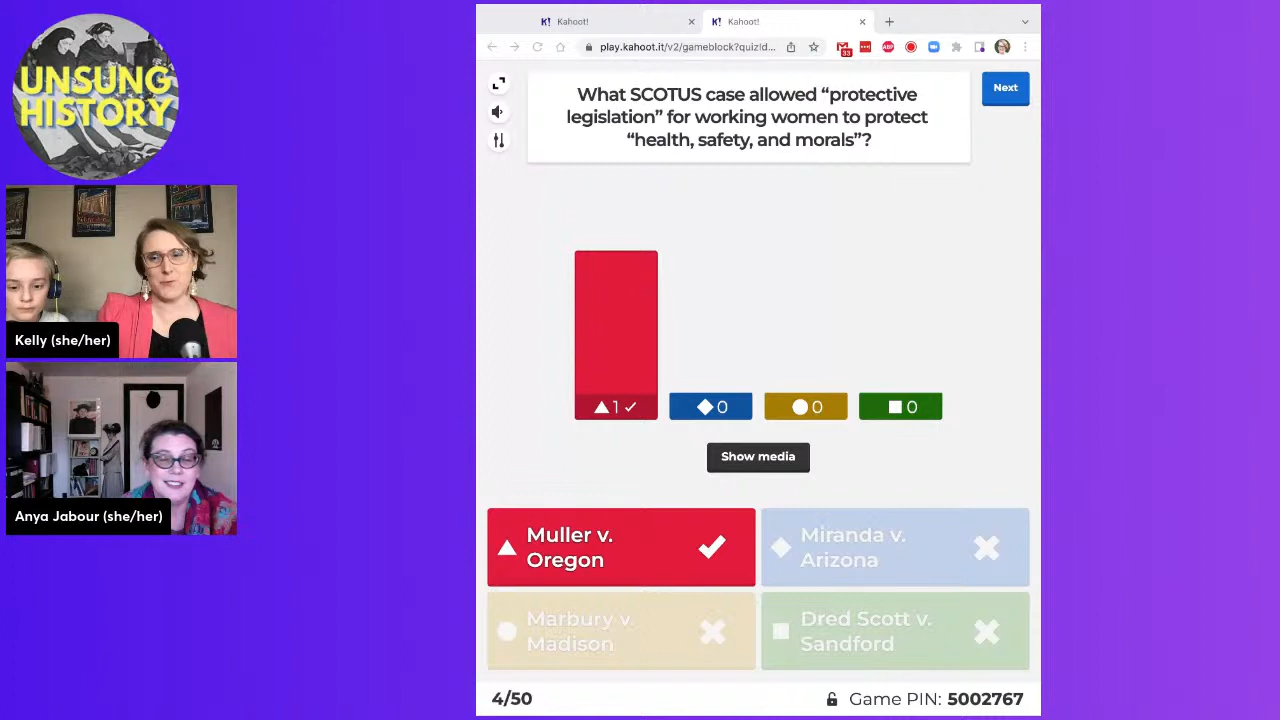 UNSUNG
HISTORY
Kelly (she/her)
Anya Jabour (she/her)
K! Kahoot!
K! Kahoot!
play.kahoot.it/v2/gameblock?quizId...
33
ABP
What SCOTUS case allowed “protective
legislation” for working women to protect
“health, safety, and morals”?
Next
1
0
0
0
Show media
Muller v.
Oregon
Miranda v.
Arizona
Marbury v.
Madison
Dred Scott v.
Sandford
4/50
Game PIN: 5002767